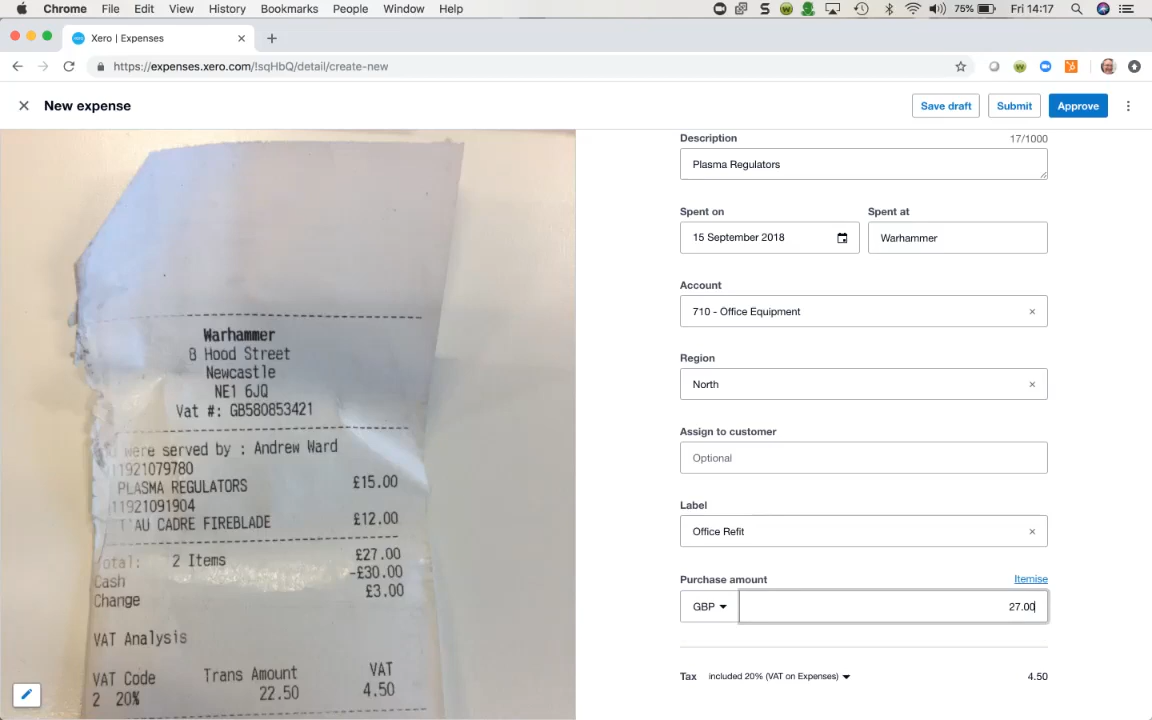 Chrome File Edit View History Bookmarks People Window Help 75% Fri 14:17
Xero | Expenses
https://expenses.xero.com/!sqHbQ/detail/create-new
New expense Save draft Submit Approve
Warhammer
8 Hood Street
Newcastle
NE1 6JQ
Vat #: GB580853421
were served by : Andrew Ward
11921079780
PLASMA REGULATORS £15.00
11921091904
T'AU CADRE FIREBLADE £12.00
Total: 2 Items £27.00
Cash -£30.00
Change £3.00
VAT Analysis
VAT Code Trans Amount VAT
2 20% 22.50 4.50
Description 17/1000
Plasma Regulators
Spent on Spent at
15 September 2018 Warhammer
Account
710 - Office Equipment
Region
North
Assign to customer
Optional
Label
Office Refit
Purchase amount Itemise
GBP 27.00
Tax included 20% (VAT on Expenses) 4.50